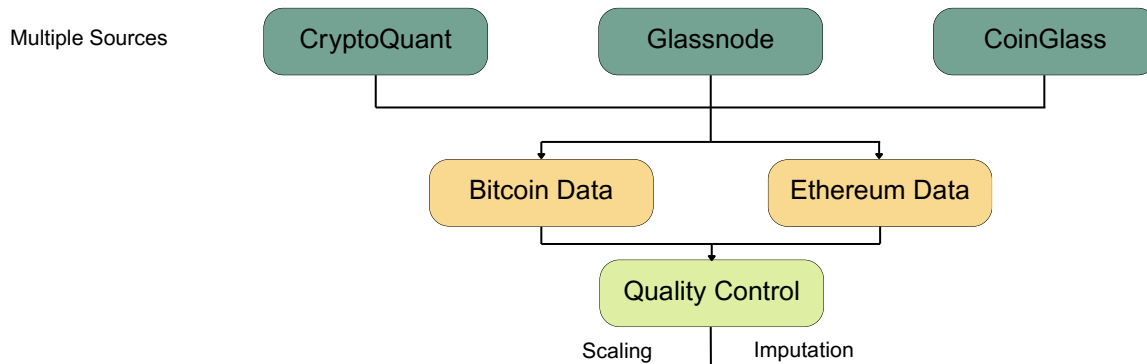 Multiple Sources
CryptoQuant
Glassnode
CoinGlass
Bitcoin Data
Ethereum Data
Quality Control
Scaling
Imputation